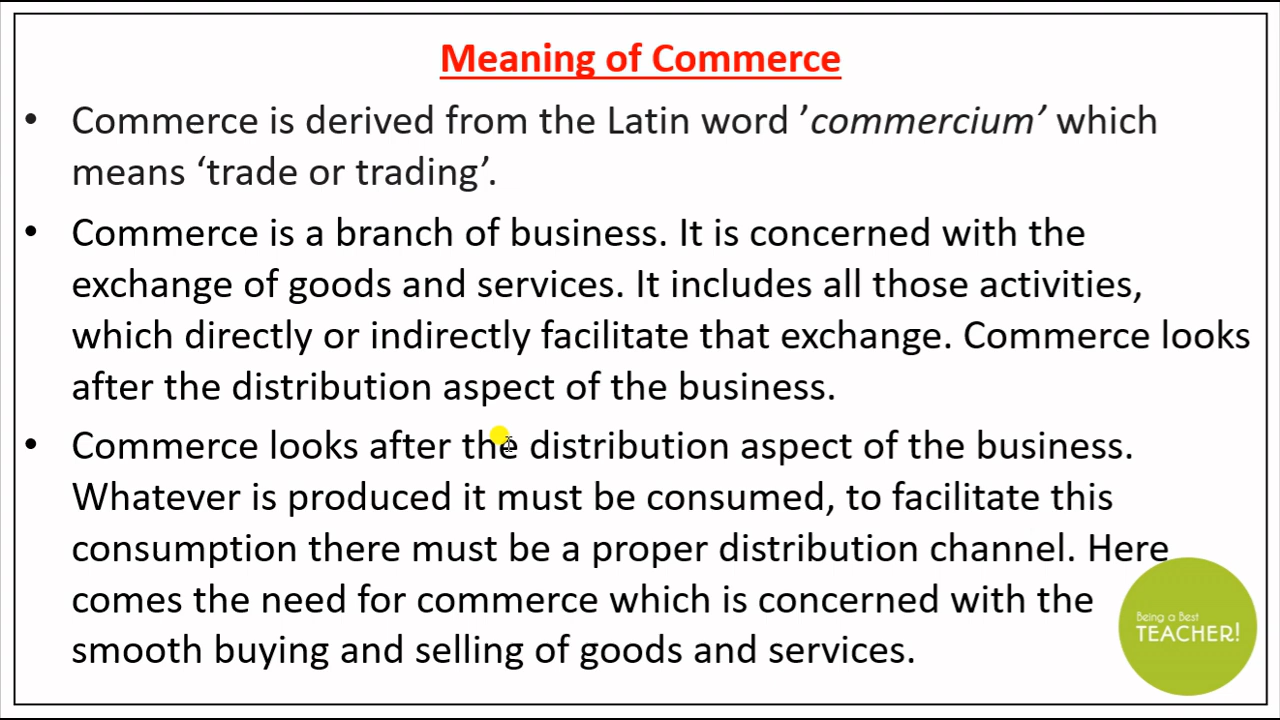 Meaning of Commerce
• Commerce is derived from the Latin word ’commercium’ which
means ‘trade or trading’.
• Commerce is a branch of business. It is concerned with the
exchange of goods and services. It includes all those activities,
which directly or indirectly facilitate that exchange. Commerce looks
after the distribution aspect of the business.
• Commerce looks after the distribution aspect of the business.
Whatever is produced it must be consumed, to facilitate this
consumption there must be a proper distribution channel. Here
comes the need for commerce which is concerned with the
smooth buying and selling of goods and services.
Being a Best
TEACHER!